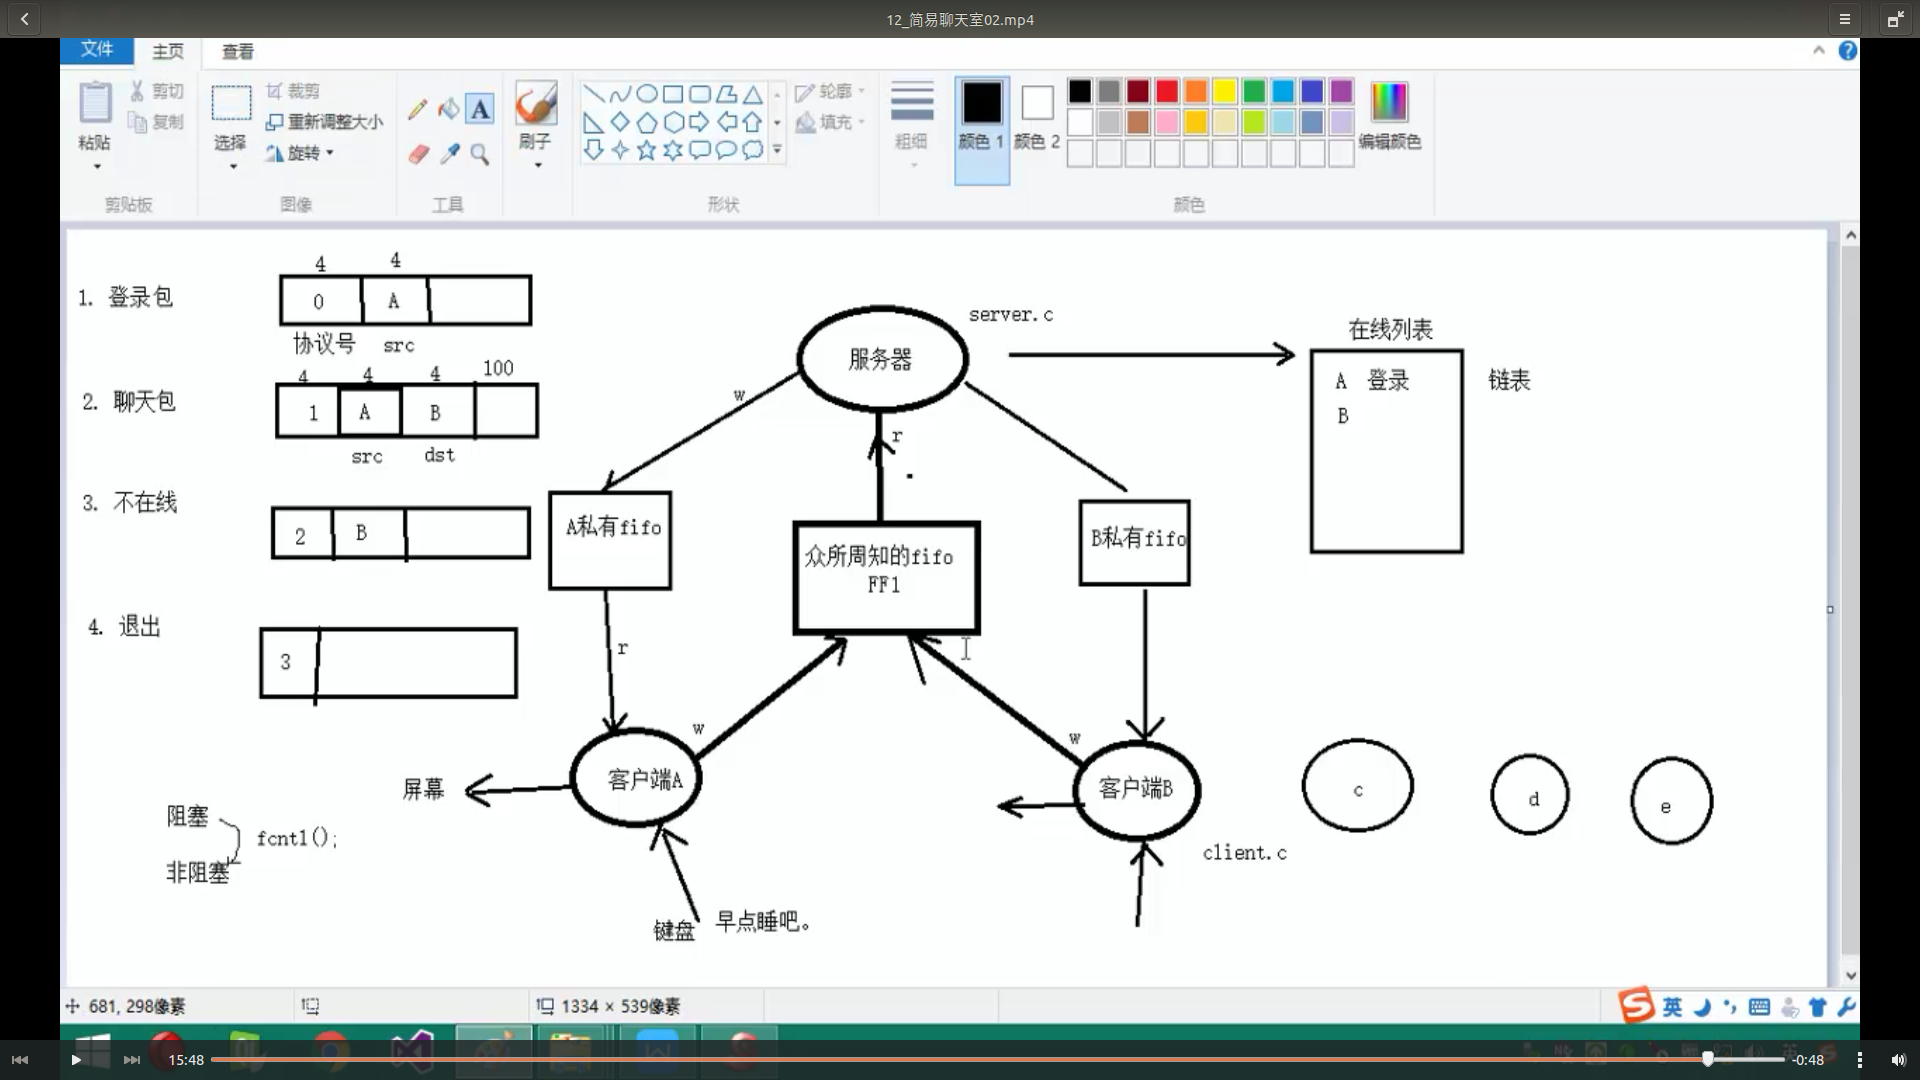 12_简易聊天室02.mp4
文件 主页 查看
剪切
复制
粘贴
剪贴板
裁剪
重新调整大小
旋转
选择
图像
A
工具
刷子
轮廓
填充
形状
粗细
颜色 1
颜色 2
编辑颜色
颜色
4 4
1. 登录包 0 A
协议号 src
4 4 4 100
2. 聊天包 1 A B
src dst
3. 不在线 2 B
4. 退出 3
server.c
服务器
w
r
在线列表
A 登录
B
链表
A私有fifo
众所周知的fifo
FF1
B私有fifo
r
w
w
屏幕
客户端A
客户端B
client.c
c
d
e
阻塞
fcntl();
非阻塞
键盘
早点睡吧。
681, 298像素
1334 × 539像素
英
15:48
-0:48